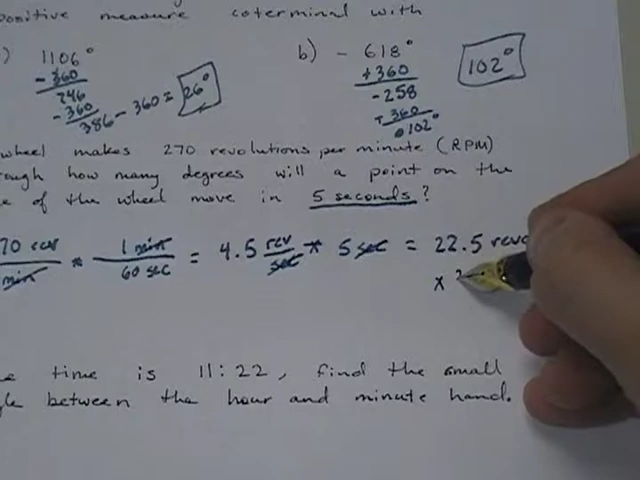 positive measure coterminal with
) 1106° b) - 618° 102°
- 360 +360
746 - 258
- 360 + 360
386 - 360 = 26° 102°
wheel makes 270 revolutions per minute (RPM)
rough how many degrees will a point on the
of the wheel move in 5 seconds?
70 rev/min * 1 min/60 sec = 4.5 rev/sec * 5 sec = 22.5 revo
x
time is 11:22, find the small
between the hour and minute hand.